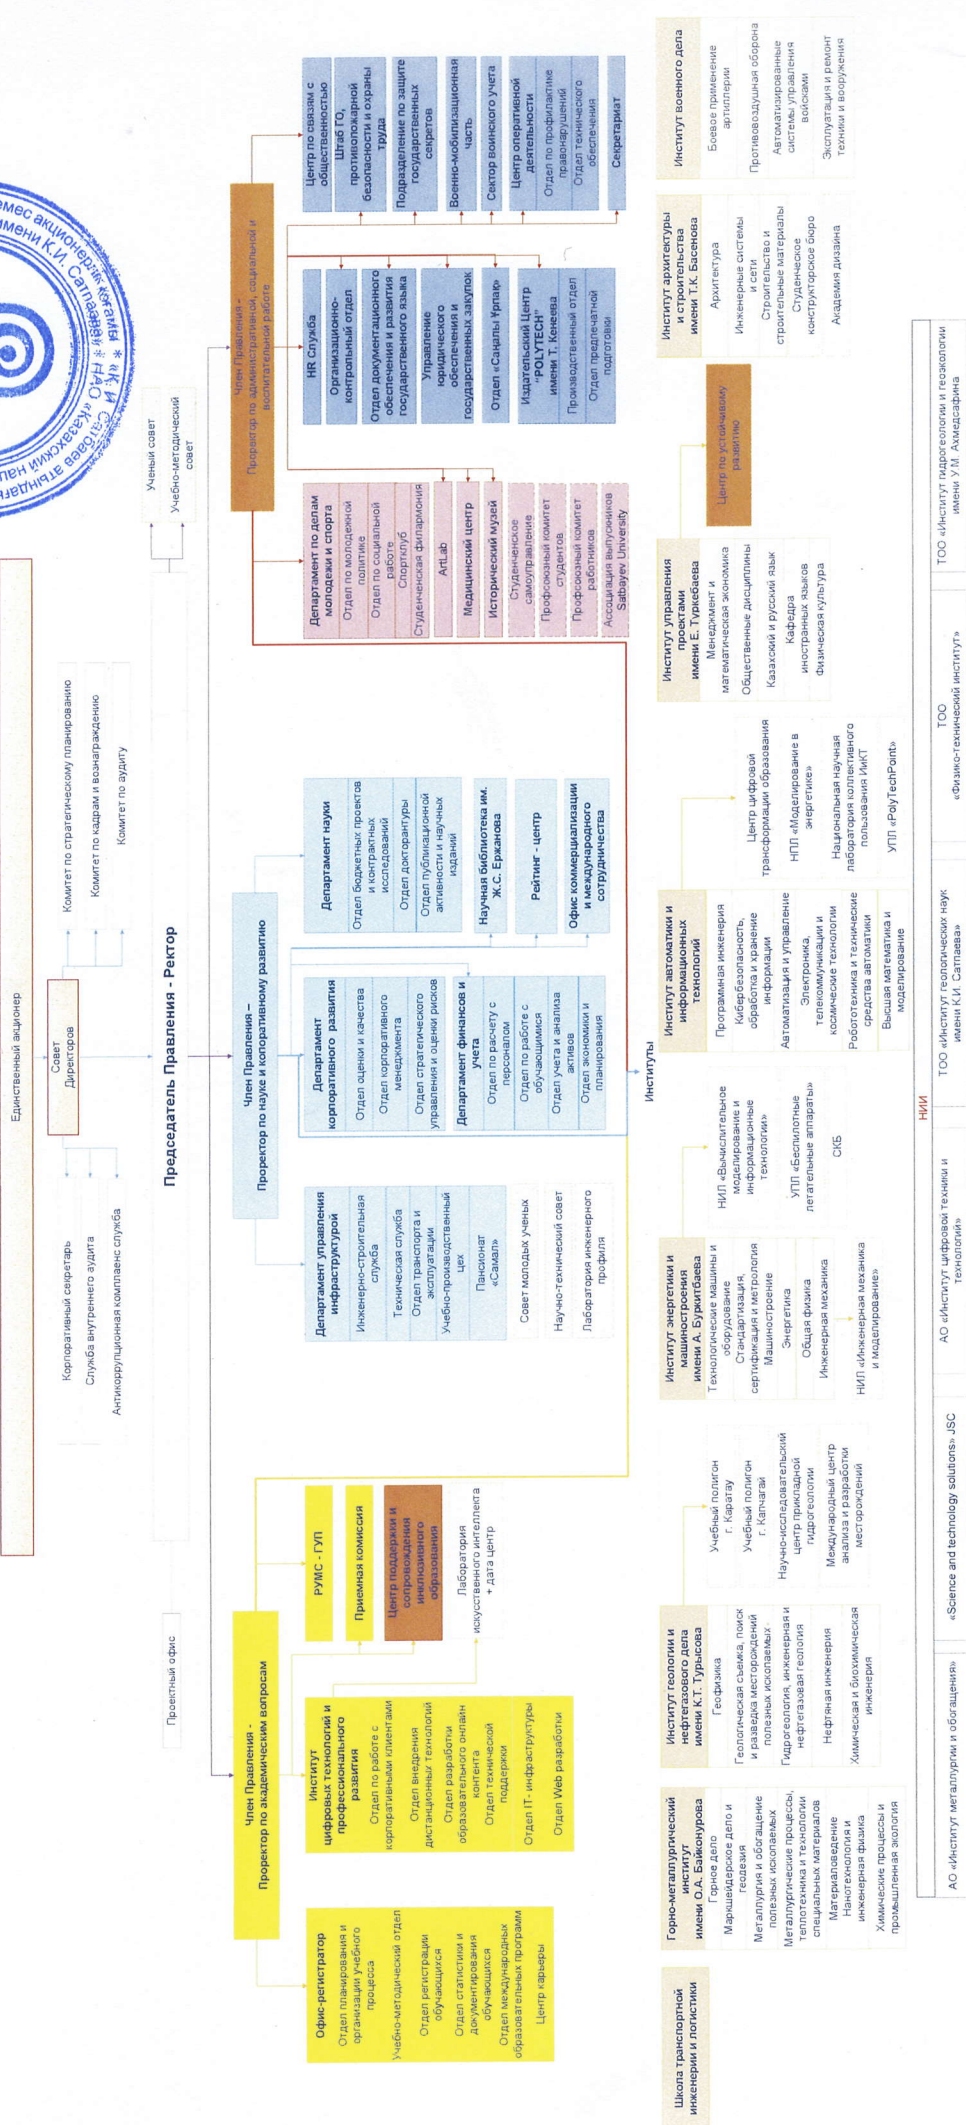 Единственный акционер
Корпоративный секретарь
Служба внутреннего аудита
Антикоррупционная комплаенс служба
Совет
Директоров
Комитет по стратегическому планированию
Комитет по кадрам и вознаграждению
Комитет по аудиту
Проектный офис
Председатель Правления - Ректор
Ученый совет
Учебно-методический
совет
Член Правления -
Проректор по академическим вопросам
Член Правления –
Проректор по науке и корпоративному развитию
Член Правления -
Проректор по административной, социальной и
воспитательной работе
Офис-регистратор
Отдел планирования и
организации учебного
процесса
Учебно-методический отдел
Отдел регистрации
обучающихся
Отдел статистики и
документирования
обучающихся
Отдел международных
образовательных программ
Центр карьеры
Институт
цифровых технологий и
профессионального
развития
Отдел по работе с
корпоративными клиентами
Отдел внедрения
дистанционных технологий
Отдел разработки
образовательного онлайн
контента
Отдел технической
поддержки
Отдел IT- инфраструктуры
Отдел Web разработки
РУМС - ГУП
Приемная комиссия
Центр поддержки и
сопровождения
инклюзивного
образования
Лаборатория
искусственного интеллекта
+ дата центр
Департамент управления
инфраструктурой
Инженерно-строительная
служба
Техническая служба
Отдел транспорта и
эксплуатации
Учебно-производственный
цех
Пансионат
«Самал»
Совет молодых ученых
Научно-технический совет
Лаборатория инженерного
профиля
Департамент
корпоративного развития
Отдел оценки и качества
Отдел корпоративного
менеджмента
Отдел стратегического
управления и оценки рисков
Департамент финансов и
учета
Отдел по расчету с
персоналом
Отдел по работе с
обучающимися
Отдел учета и анализа
активов
Отдел экономики и
планирования
Департамент науки
Отдел бюджетных проектов
и контрактных
исследований
Отдел докторантуры
Отдел публикационной
активности и научных
изданий
Научная библиотека им.
Ж.С. Ержанова
Рейтинг - центр
Офис коммерциализации
и международного
сотрудничества
Департамент по делам
молодежи и спорта
Отдел по молодежной
политике
Отдел по социальной
работе
Спортклуб
Студенческая филармония
ArtLab
Медицинский центр
Исторический музей
Студенческое
самоуправление
Профсоюзный комитет
студентов
Профсоюзный комитет
работников
Ассоциация выпускников
Satbayev University
HR Служба
Организационно-
контрольный отдел
Отдел документационного
обеспечения и развития
государственного языка
Управление
юридического
обеспечения и
государственных закупок
Отдел «Саңалы Ұрпақ»
Издательский Центр
"POLYTECH"
имени Т. Кенеева
Производственный отдел
Отдел предпечатной
подготовки
Центр по связям с
общественностью
Штаб ГО,
противопожарной
безопасности и охраны
труда
Подразделение по защите
государственных
секретов
Военно-мобилизационная
часть
Сектор воинского учета
Центр оперативной
деятельности
Отдел по профилактике
правонарушений
Отдел технического
обеспечения
Секретариат
Институты
Школа транспортной
инженерии и логистики
Горно-металлургический
институт
имени О.А. Байконурова
Горное дело
Маркшейдерское дело и
геодезия
Металлургия и обогащение
полезных ископаемых
Металлургические процессы,
теплотехника и технологии
специальных материалов
Материаловедение
Нанотехнология и
инженерная физика
Химические процессы и
промышленная экология
Институт геологии и
нефтегазового дела
имени К.Т. Турысова
Геофизика
Геологическая съемка, поиск
и разведка месторождений
полезных ископаемых
Гидрогеология, инженерная и
нефтегазовая геология
Нефтяная инженерия
Химическая и биохимическая
инженерия
Учебный полигон
г. Каратау
Учебный полигон
г. Капчагай
Научно-исследовательский
центр прикладной
гидрогеологии
Международный центр
анализа и разработки
месторождений
Институт энергетики и
машиностроения
имени А. Буркитбаева
Технологические машины и
оборудование
Стандартизация,
сертификация и метрология
Машиностроение
Энергетика
Общая физика
Инженерная механика
НИЛ «Инженерная механика
и моделирование»
НИЛ «Вычислительное
моделирование и
информационные
технологии»
УПЛ «Беспилотные
летательные аппараты»
СКБ
Институт автоматики и
информационных
технологий
Программная инженерия
Кибербезопасность,
обработка и хранение
информации
Автоматизация и управление
Электроника,
телекоммуникации и
космические технологии
Робототехника и технические
средства автоматики
Высшая математика и
моделирование
Центр цифровой
трансформации образования
НПЛ «Моделирование в
энергетике»
Национальная научная
лаборатория коллективного
пользования ИиКТ
УПЛ «PolyTechPoint»
Институт управления
проектами
имени Е. Туркебаева
Менеджмент и
математическая экономика
Общественные дисциплины
Казахский и русский язык
Кафедра
иностранных языков
Физическая культура
Центр по устойчивому
развитию
Институт архитектуры
и строительства
имени Т.К. Басенова
Архитектура
Инженерные системы
и сети
Строительство и
строительные материалы
Студенческое
конструкторское бюро
Академия дизайна
Институт военного дела
Боевое применение
артиллерии
Противовоздушная оборона
Автоматизированные
системы управления
войсками
Эксплуатация и ремонт
техники и вооружения
НИИ
АО «Институт металлургии и обогащения»
«Science and technology solutions» JSC
АО «Институт цифровой техники и
технологий»
ТОО «Институт геологических наук
имени К.И. Сатпаева»
ТОО
«Физико-технический институт»
ТОО «Институт гидрогеологии и геоэкологии
имени У.М. Ахмедсафина